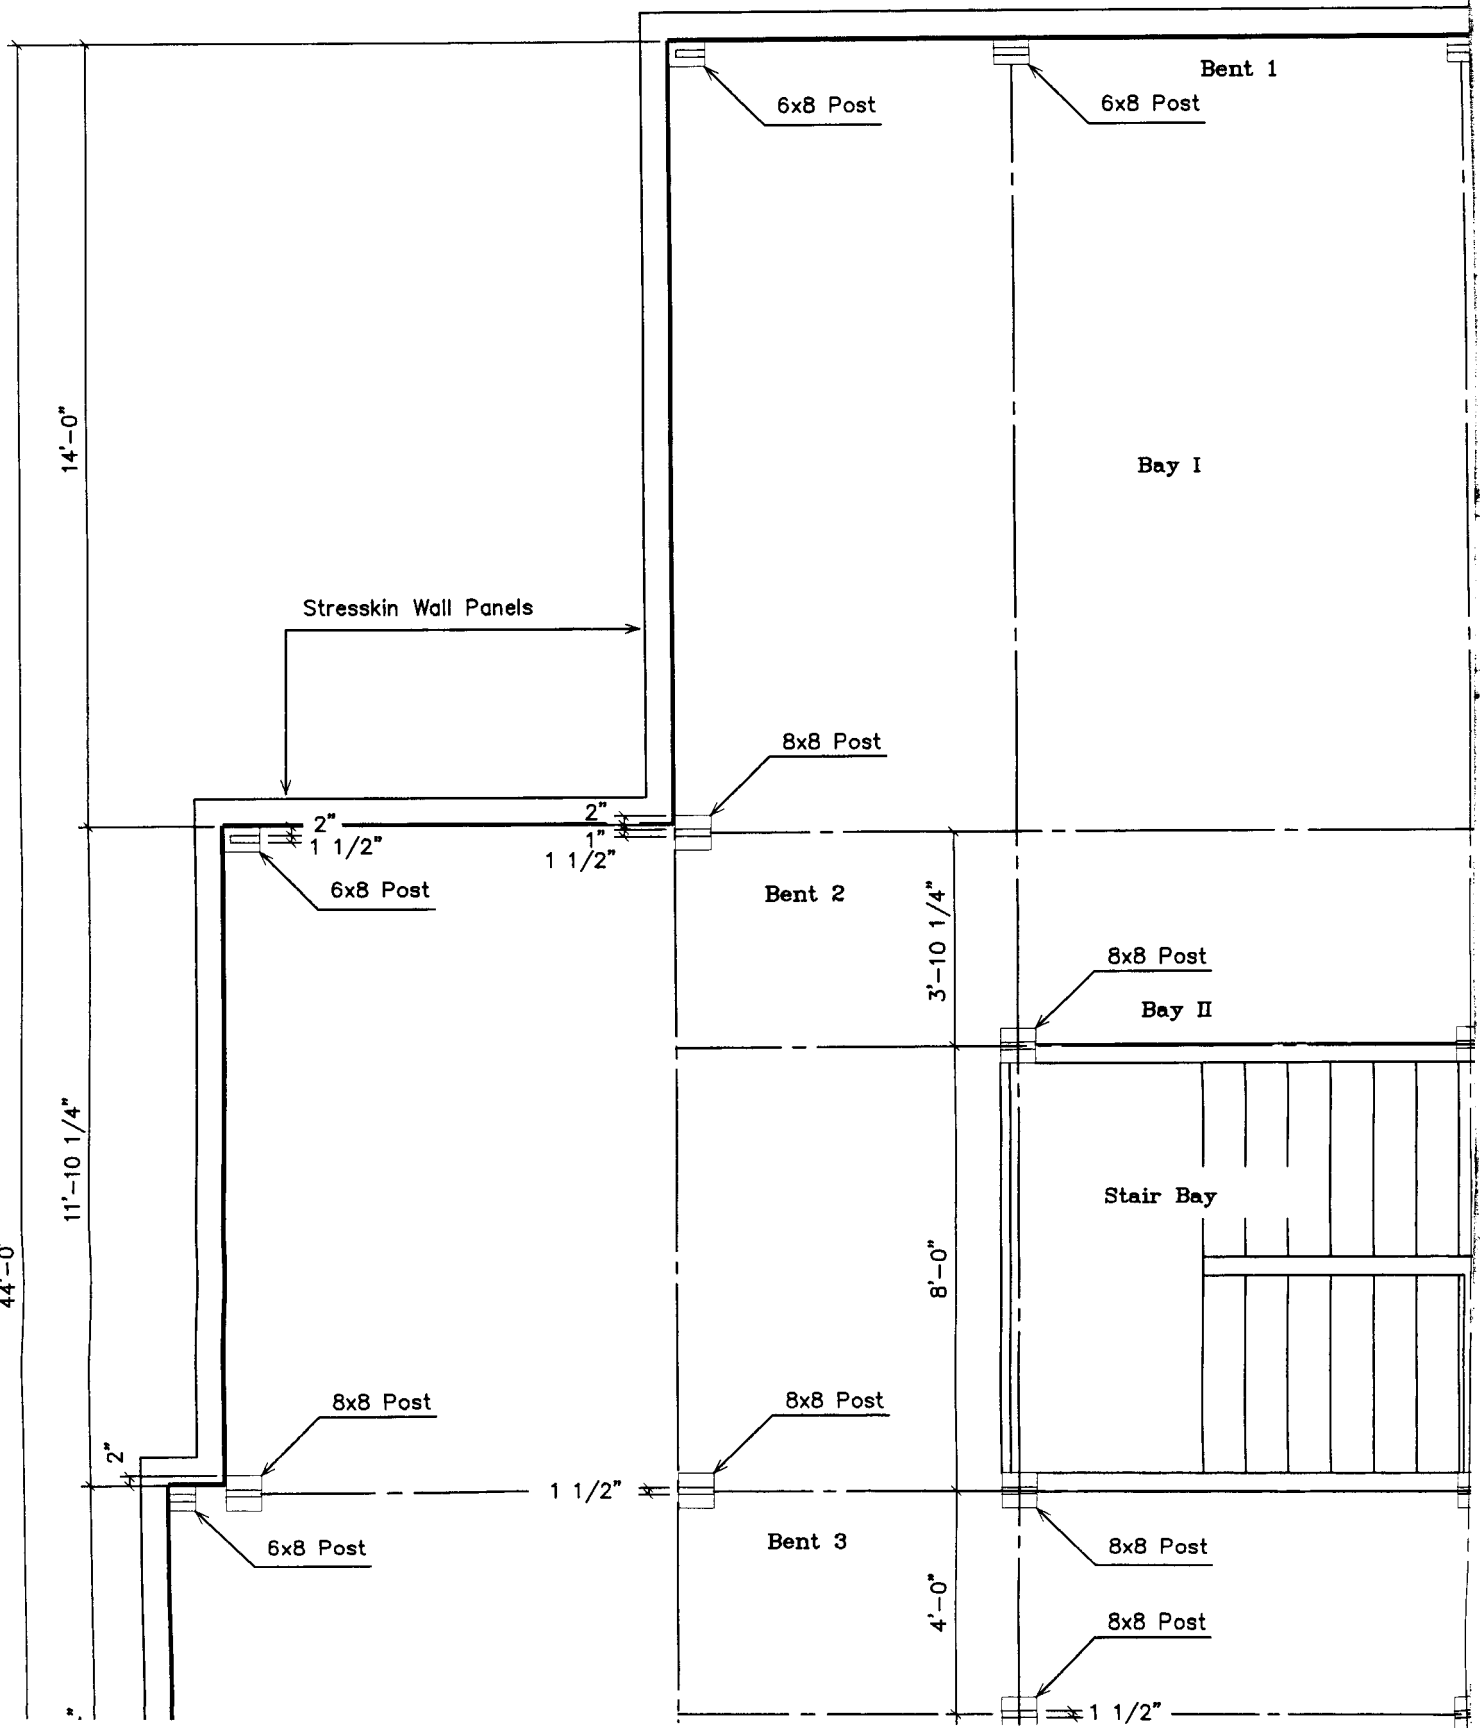 Bent 1
6x8 Post
6x8 Post
14'-0"
Bay I
Stresskin Wall Panels
8x8 Post
2"
2"
1"
1 1/2"
1 1/2"
6x8 Post
Bent 2
3'-10 1/4"
8x8 Post
Bay II
11'-10 1/4"
Stair Bay
44'-0
8'-0"
8x8 Post
8x8 Post
2"
1 1/2"
Bent 3
6x8 Post
8x8 Post
4'-0"
8x8 Post
1 1/2"